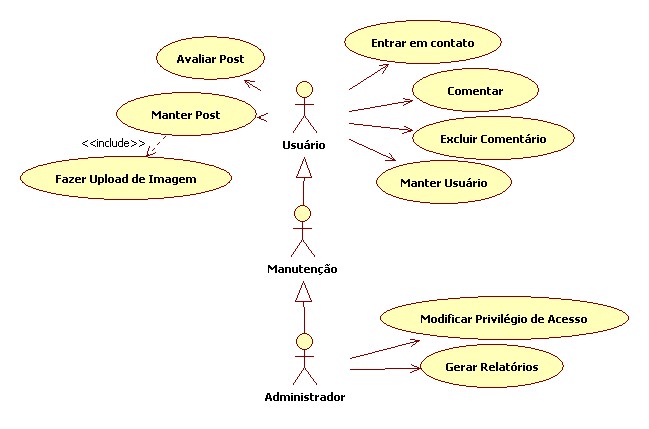 Entrar em contato
Avaliar Post
Comentar
Manter Post
Excluir Comentário
<<include>>
Usuário
Fazer Upload de Imagem
Manter Usuário
Manutenção
Modificar Privilégio de Acesso
Gerar Relatórios
Administrador